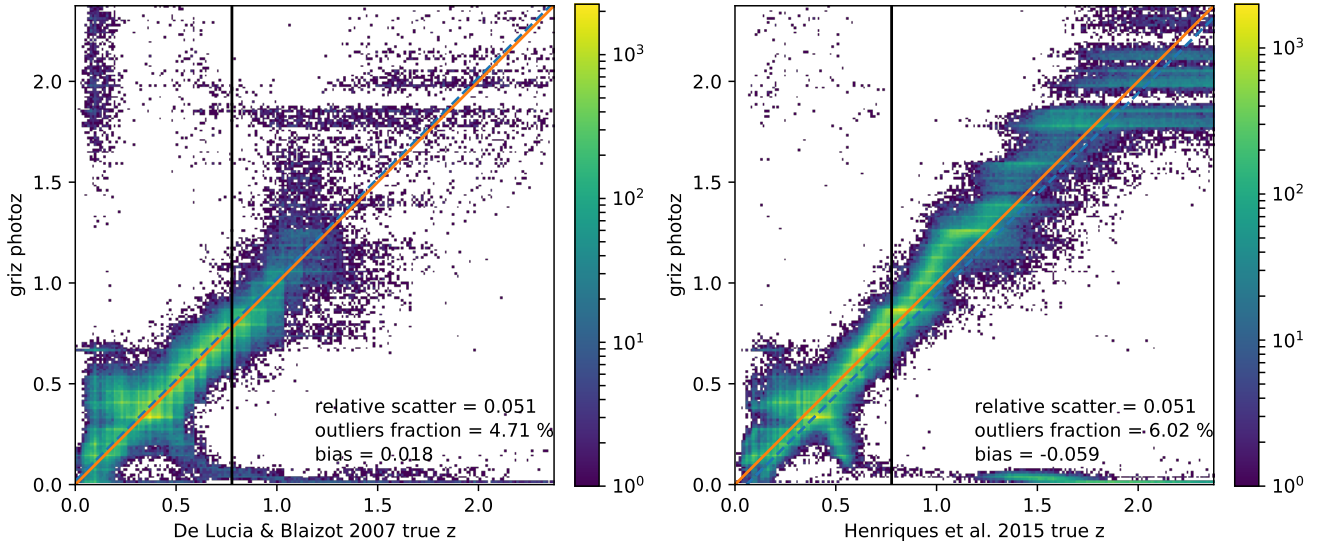 2.0
1.5
1.0
0.5
0.0
griz photoz
0.0 0.5 1.0 1.5 2.0
De Lucia & Blaizot 2007 true z
relative scatter = 0.051
outliers fraction = 4.71 %
bias = 0.018
10³
10²
10¹
10⁰
2.0
1.5
1.0
0.5
0.0
griz photoz
0.0 0.5 1.0 1.5 2.0
Henriques et al. 2015 true z
relative scatter = 0.051
outliers fraction = 6.02 %
bias = -0.059
10³
10²
10¹
10⁰